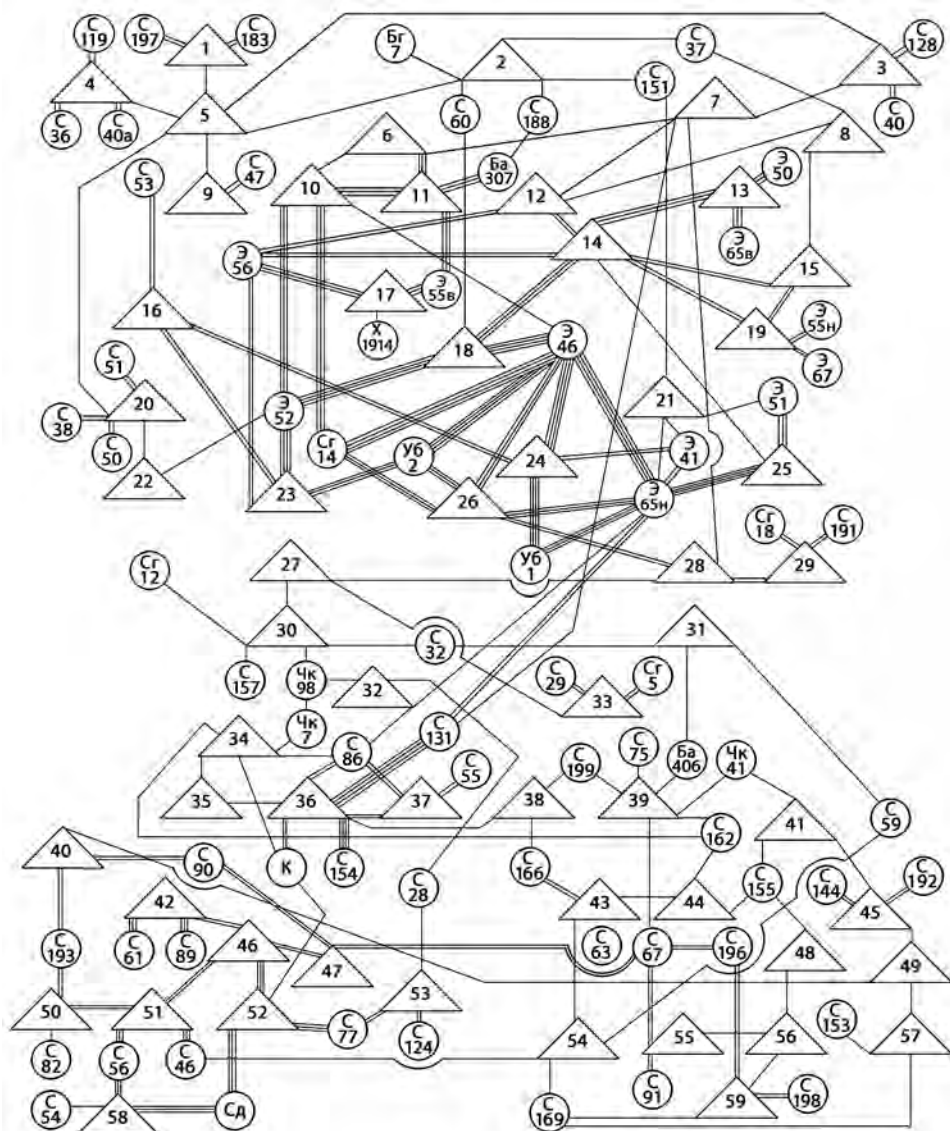 С
119
С
197
1
С
183
Бг
7
2
С
37
3
С
128
4
С
36
С
40а
5
С
60
С
188
С
151
7
С
40
8
6
С
53
9
С
47
10
11
Ба
307
12
13
Э
50
14
Э
65в
15
Э
56
17
Э
55в
16
Х
1914
18
Э
46
19
Э
55н
Э
67
С
51
20
С
38
С
50
Э
52
21
Э
51
22
23
Сг
14
Уб
2
24
Э
41
25
26
Э
65н
Уб
1
Сг
12
27
28
Сг
18
29
С
191
30
С
32
31
С
157
Чк
98
32
С
29
33
Сг
5
34
Чк
7
С
86
С
131
С
75
Ба
406
Чк
41
35
36
37
С
55
38
С
199
39
41
С
59
40
С
90
К
С
154
С
28
С
166
С
162
42
43
44
С
155
С
144
45
С
192
С
193
С
61
С
89
46
47
С
63
С
67
С
196
48
49
50
51
52
С
77
53
С
124
54
55
56
С
153
57
С
82
С
56
С
46
С
91
59
С
198
С
54
58
Сд
С
169